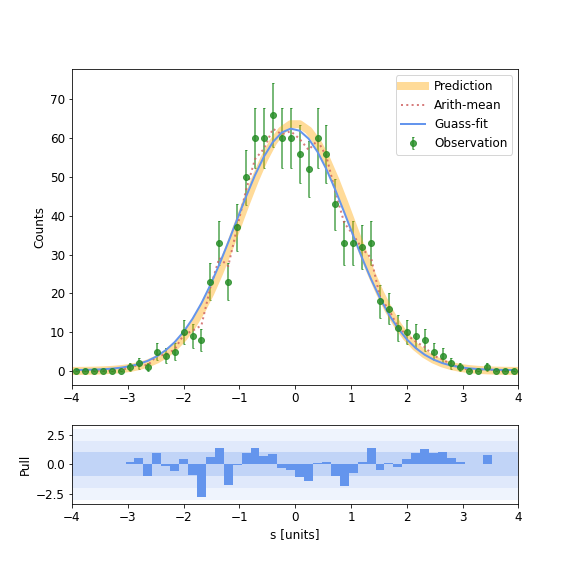 Prediction
Arith-mean
Guass-fit
Observation
Counts
70
60
50
40
30
20
10
0
−4 −3 −2 −1 0 1 2 3 4
Pull
2.5
0.0
−2.5
−4 −3 −2 −1 0 1 2 3 4
s [units]